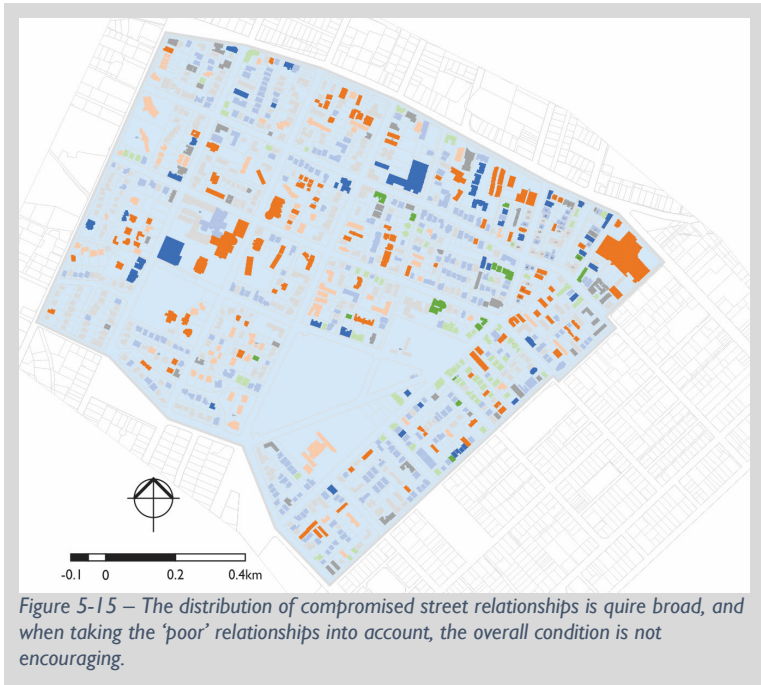 -0.1 0 0.2 0.4km
Figure 5-15 – The distribution of compromised street relationships is quire broad, and
when taking the ‘poor’ relationships into account, the overall condition is not
encouraging.